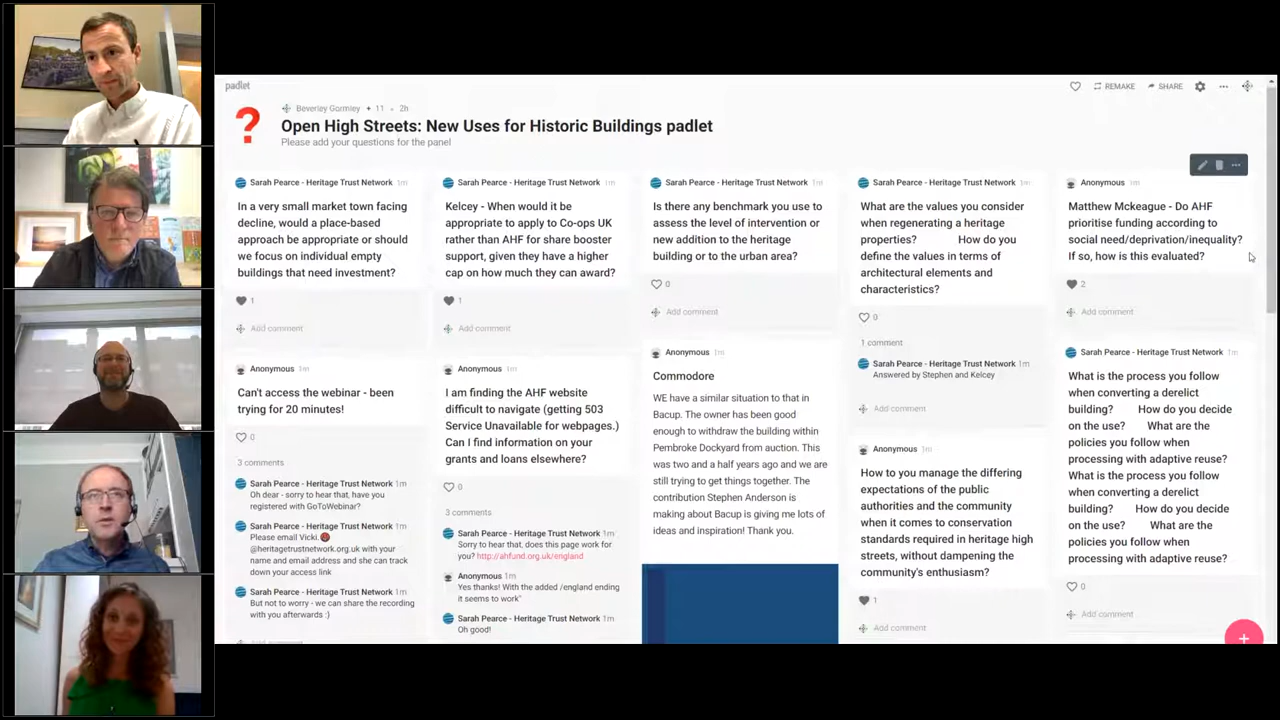 padlet
REMAKE
SHARE
Beverley Gormley + 11 • 2h
?
Open High Streets: New Uses for Historic Buildings padlet
Please add your questions for the panel
Sarah Pearce - Heritage Trust Network 1m
In a very small market town facing
decline, would a place-based
approach be appropriate or should
we focus on individual empty
buildings that need investment?
1
Add comment
Anonymous 1m
Can't access the webinar - been
trying for 20 minutes!
0
3 comments
Sarah Pearce - Heritage Trust Network 1m
Oh dear - sorry to hear that, have you
registered with GoToWebinar?
Sarah Pearce - Heritage Trust Network 1m
Please email Vicki.
@heritagetrustnetwork.org.uk with your
name and email address and she can track
down your access link
Sarah Pearce - Heritage Trust Network 1m
But not to worry - we can share the recording
with you afterwards :)
Sarah Pearce - Heritage Trust Network 1m
Kelcey - When would it be
appropriate to apply to Co-ops UK
rather than AHF for share booster
support, given they have a higher
cap on how much they can award?
1
Add comment
Anonymous 1m
I am finding the AHF website
difficult to navigate (getting 503
Service Unavailable for webpages.)
Can I find information on your
grants and loans elsewhere?
0
3 comments
Sarah Pearce - Heritage Trust Network 1m
Sorry to hear that, does this page work for
you? http://ahfund.org.uk/england
Anonymous 1m
Yes thanks! With the added /england ending
it seems to work"
Sarah Pearce - Heritage Trust Network 1m
Oh good!
Sarah Pearce - Heritage Trust Network 1m
Is there any benchmark you use to
assess the level of intervention or
new addition to the heritage
building or to the urban area?
0
Add comment
Anonymous 1m
Commodore
WE have a similar situation to that in
Bacup. The owner has been good
enough to withdraw the building within
Pembroke Dockyard from auction. This
was two and a half years ago and we are
still trying to get things together. The
contribution Stephen Anderson is
making about Bacup is giving me lots of
ideas and inspiration! Thank you.
Sarah Pearce - Heritage Trust Network 1m
What are the values you consider
when regenerating a heritage
properties? How do you
define the values in terms of
architectural elements and
characteristics?
0
1 comment
Sarah Pearce - Heritage Trust Network 1m
Answered by Stephen and Kelcey
Add comment
Anonymous 1m
How to you manage the differing
expectations of the public
authorities and the community
when it comes to conservation
standards required in heritage high
streets, without dampening the
community's enthusiasm?
1
Add comment
Anonymous 1m
Matthew Mckeague - Do AHF
prioritise funding according to
social need/deprivation/inequality?
If so, how is this evaluated?
2
Add comment
Sarah Pearce - Heritage Trust Network 1m
What is the process you follow
when converting a derelict
building? How do you decide
on the use? What are the
policies you follow when
processing with adaptive reuse?
What is the process you follow
when converting a derelict
building? How do you decide
on the use? What are the
policies you follow when
processing with adaptive reuse?
0
Add comment